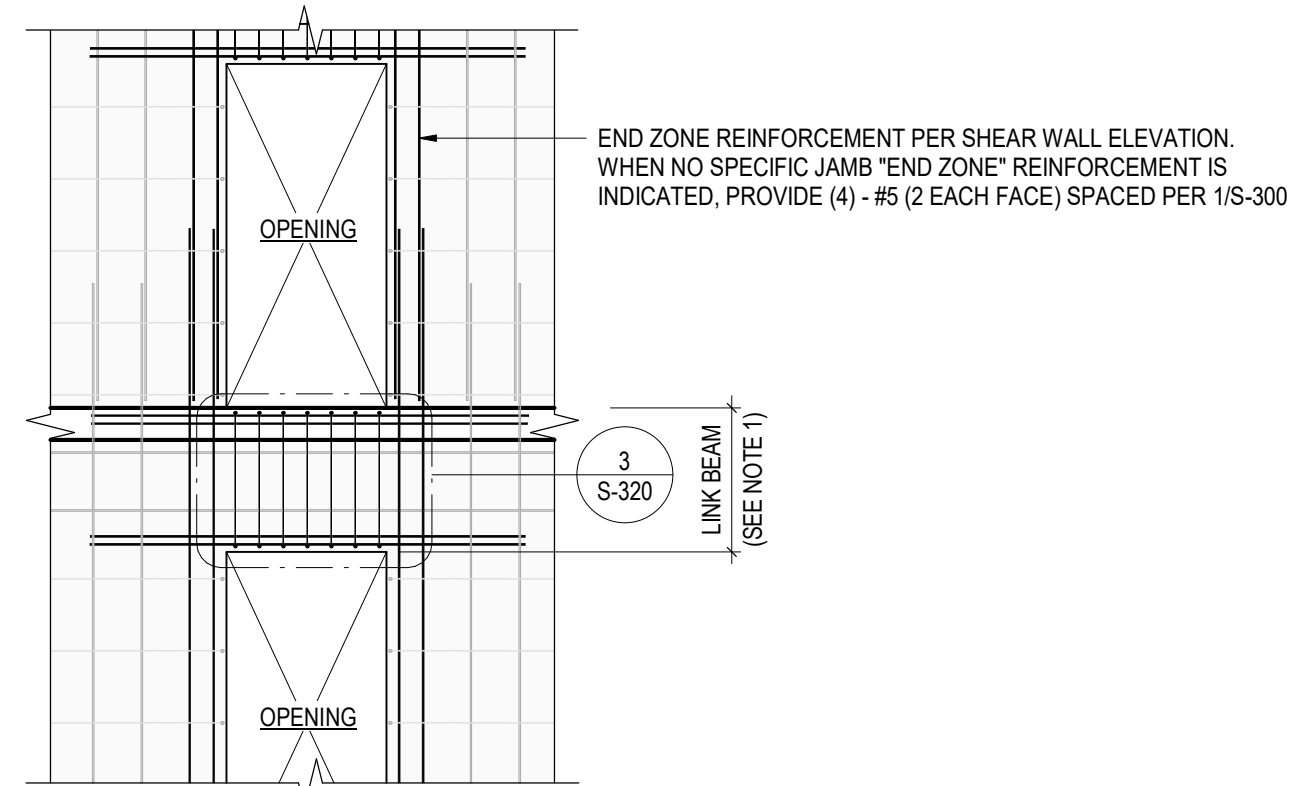 END ZONE REINFORCEMENT PER SHEAR WALL ELEVATION.
WHEN NO SPECIFIC JAMB "END ZONE" REINFORCEMENT IS
INDICATED, PROVIDE (4) - #5 (2 EACH FACE) SPACED PER 1/S-300
OPENING
3
S-320
LINK BEAM
(SEE NOTE 1)
OPENING